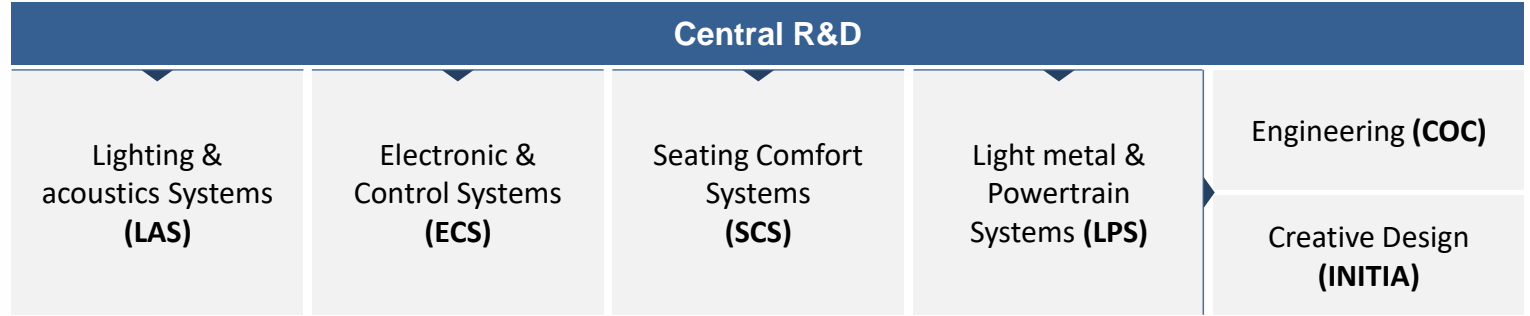 Central R&D
Lighting &
acoustics Systems
(LAS)
Electronic &
Control Systems
(ECS)
Seating Comfort
Systems
(SCS)
Light metal &
Powertrain
Systems (LPS)
Engineering (COC)
Creative Design
(INITIA)